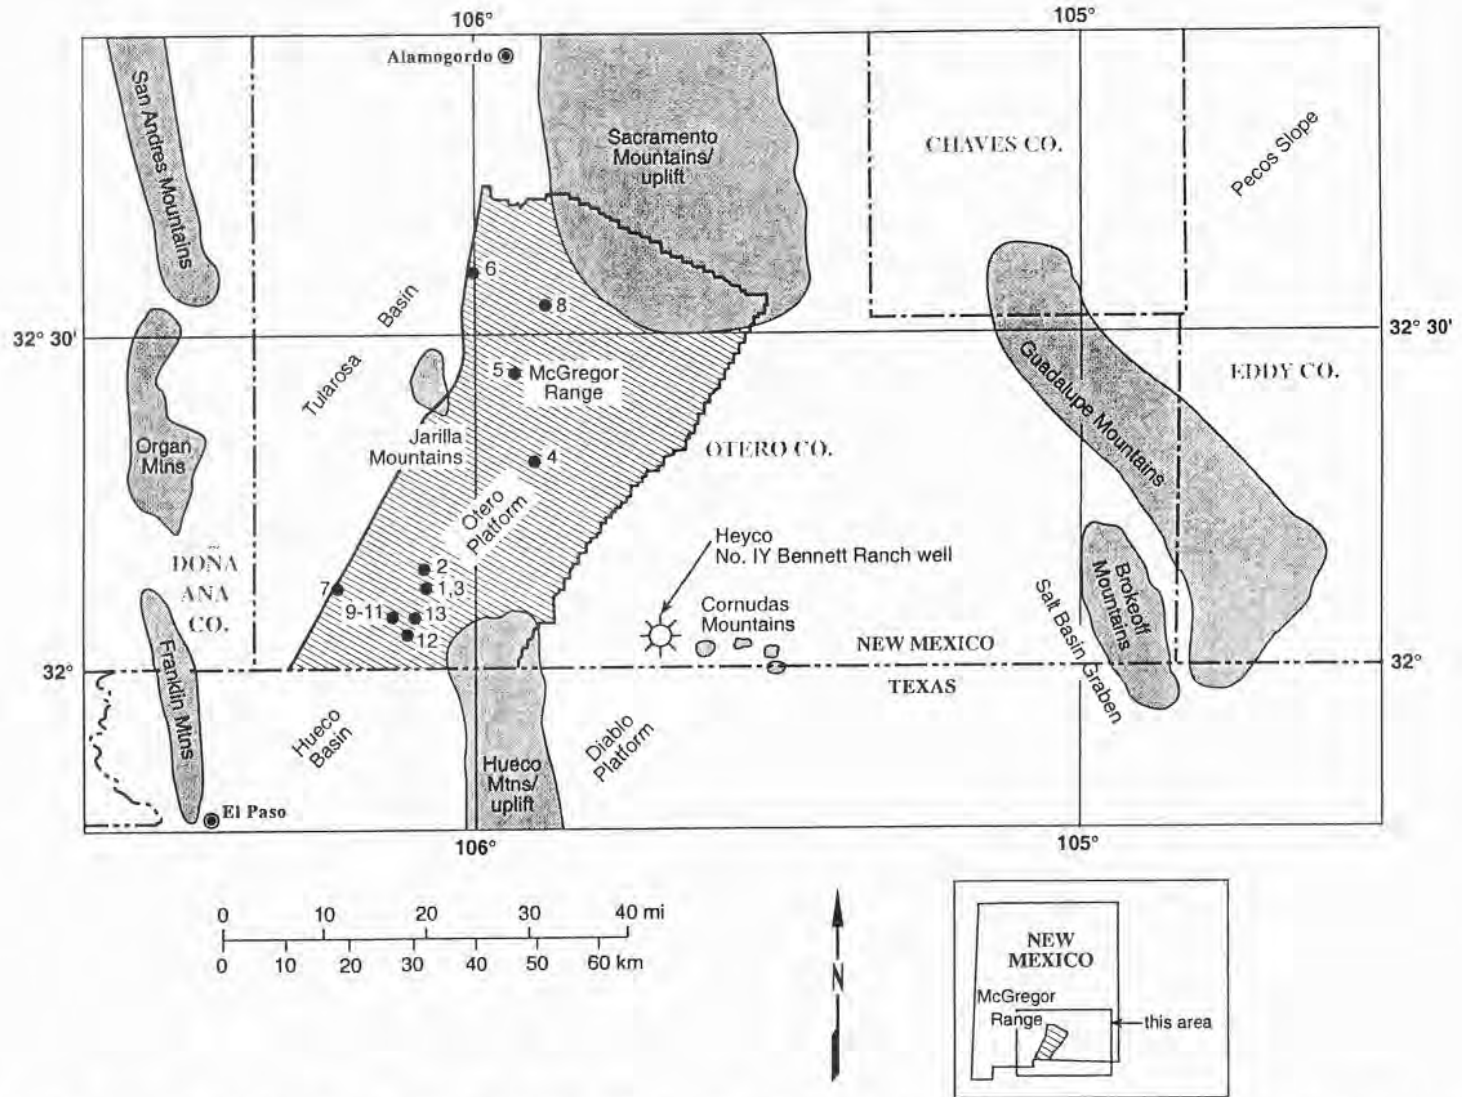 106°
105°
Alamogordo
San Andres Mountains
Sacramento
Mountains/
uplift
CHAVES CO.
Pecos Slope
6
8
Basin
Tularosa
32° 30'
32° 30'
5
McGregor
Range
Guadalupe Mountains
EDDY CO.
Jarilla
Mountains
Organ
Mtns
OTERO CO.
4
Otero
Platform
Heyco
No. IY Bennett Ranch well
DOÑA
ANA
CO.
2
7
1,3
9-11
13
12
Cornudas
Mountains
Brokeoff
Mountains
Salt Basin Graben
NEW MEXICO
32°
32°
TEXAS
Franklin Mtns
Hueco
Basin
Diablo
Platform
Hueco
Mtns/
uplift
El Paso
106°
105°
0 10 20 30 40 mi
0 10 20 30 40 50 60 km
N
NEW
MEXICO
McGregor
Range
this area